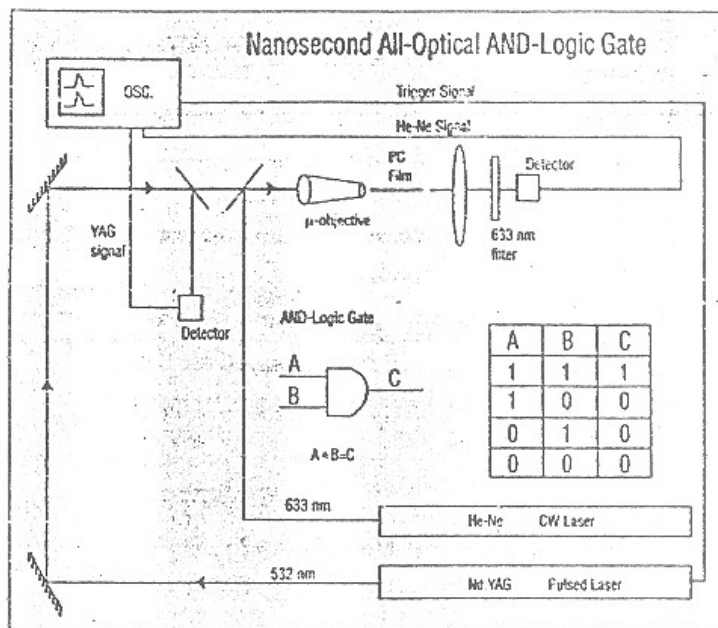 Nanosecond All-Optical AND-Logic Gate
OSC.
Trigger Signal
He-Ne Signal
PC
Film
Detector
µ-objective
633 nm
filter
YAG
signal
Detector
AND-Logic Gate
A
B
C
A B C
1 1 1
1 0 0
0 1 0
0 0 0
A*B=C
633 nm
He-Ne CW Laser
532 nm
Nd YAG Pulsed Laser